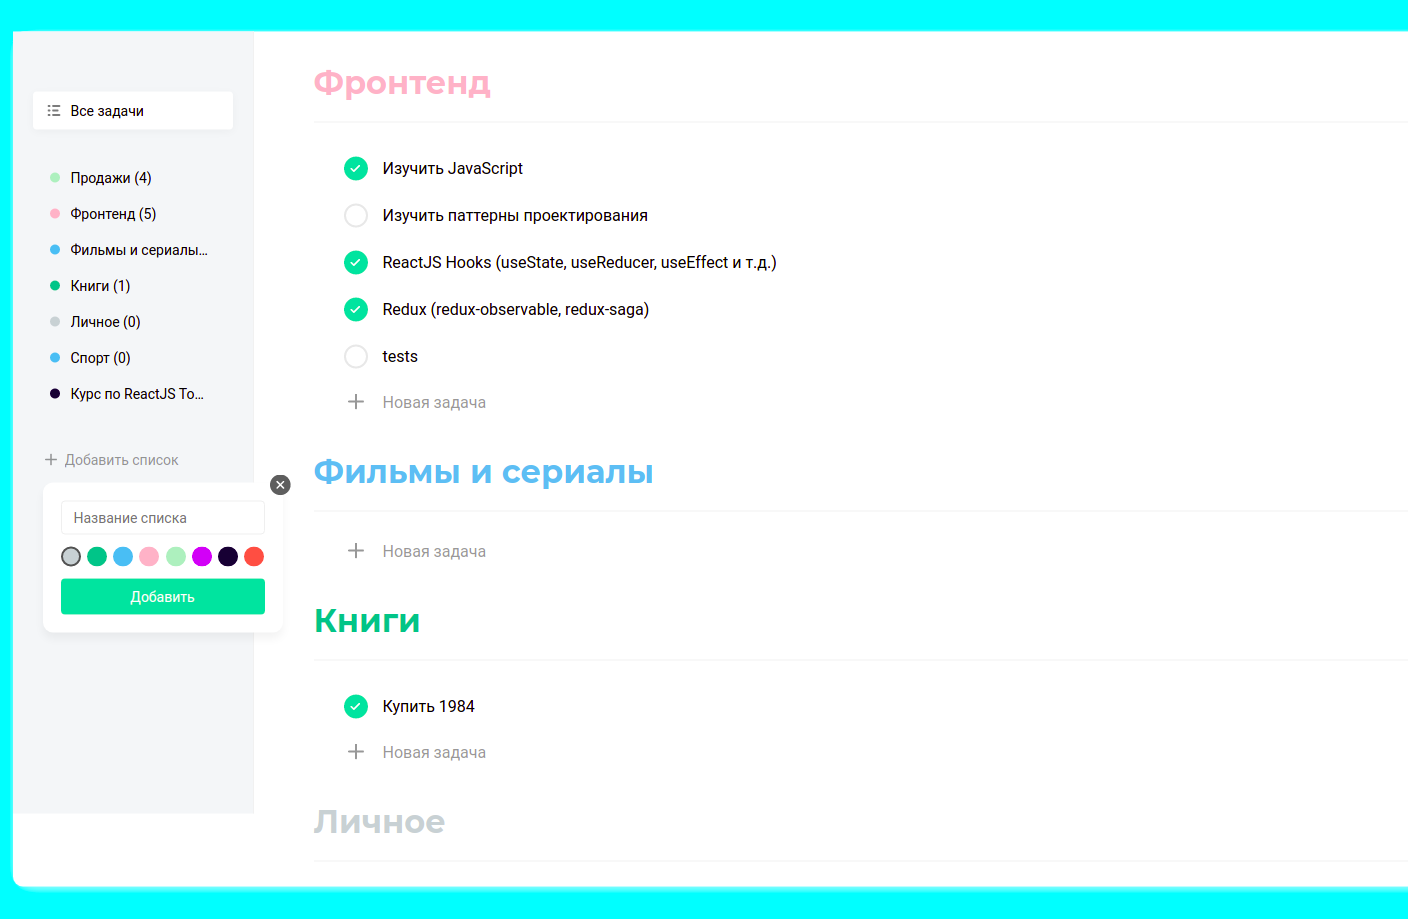 Все задачи
Продажи (4)
Фронтенд (5)
Фильмы и сериалы...
Книги (1)
Личное (0)
Спорт (0)
Курс по ReactJS To...
Добавить список
Название списка
Добавить
Фронтенд
Изучить JavaScript
Изучить паттерны проектирования
ReactJS Hooks (useState, useReducer, useEffect и т.д.)
Redux (redux-observable, redux-saga)
tests
Новая задача
Фильмы и сериалы
Новая задача
Книги
Купить 1984
Новая задача
Личное